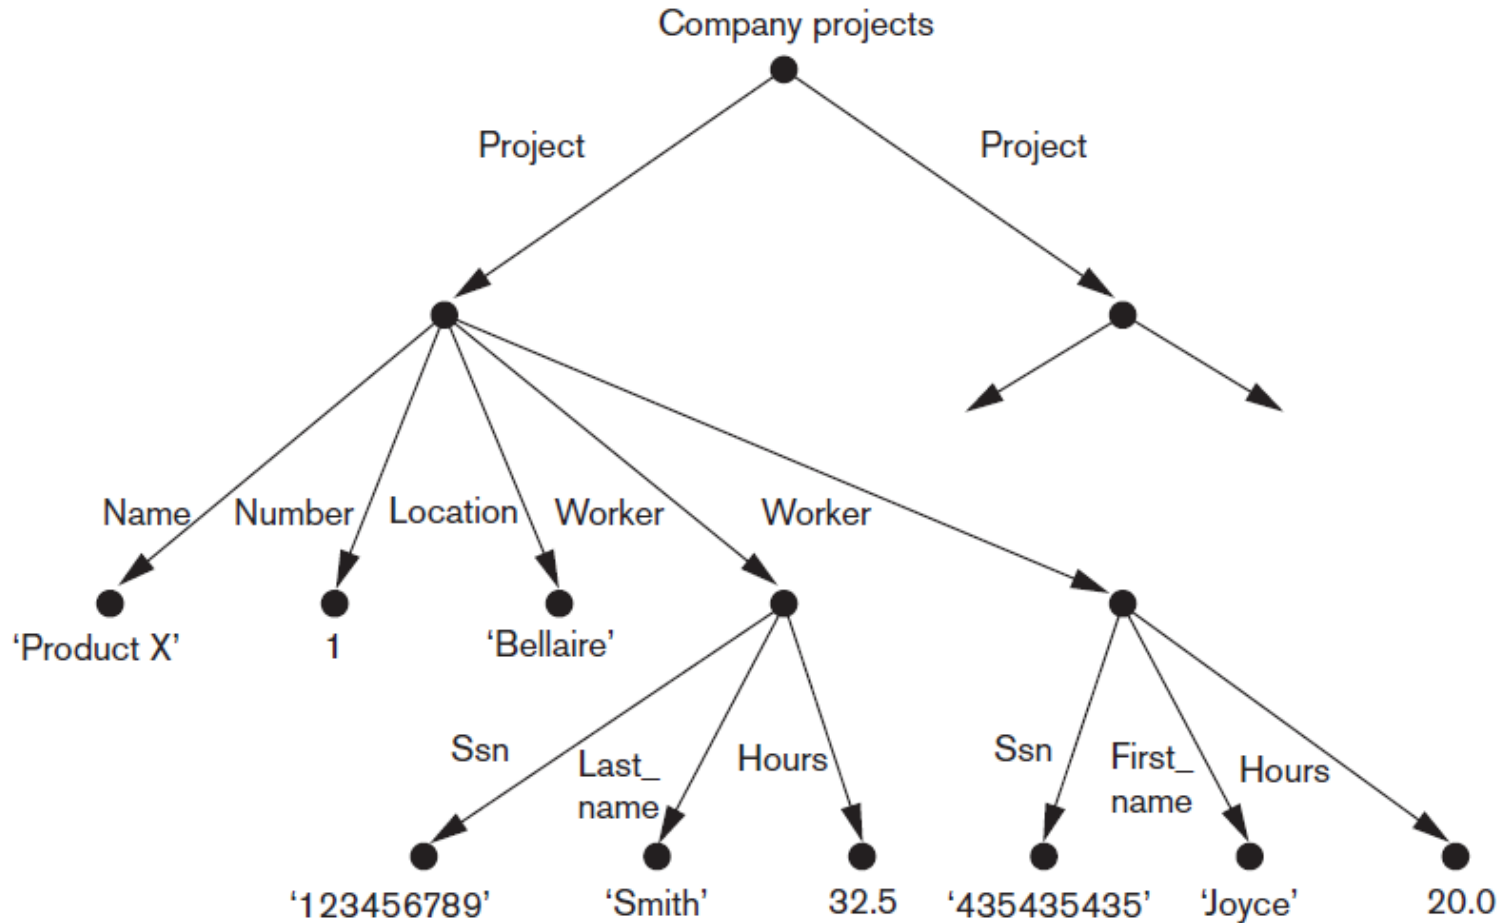 Company projects
Project
Project
Name
Number
Location
Worker
Worker
‘Product X’
1
‘Bellaire’
Ssn
Last_
name
Hours
Ssn
First_
name
Hours
‘123456789’
‘Smith’
32.5
‘435435435’
‘Joyce’
20.0